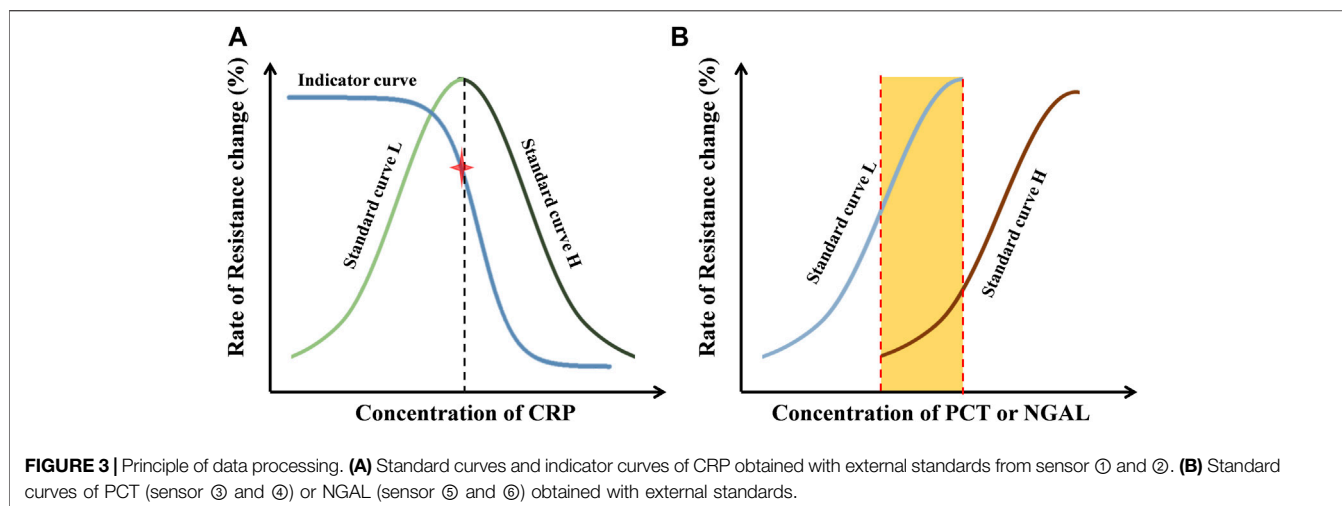 A
Rate of Resistance change (%)
Indicator curve
Standard curve L
Standard curve H
Concentration of CRP
B
Rate of Resistance change (%)
Standard curve L
Standard curve H
Concentration of PCT or NGAL
FIGURE 3 | Principle of data processing. (A) Standard curves and indicator curves of CRP obtained with external standards from sensor ① and ②. (B) Standard
curves of PCT (sensor ③ and ④) or NGAL (sensor ⑤ and ⑥) obtained with external standards.